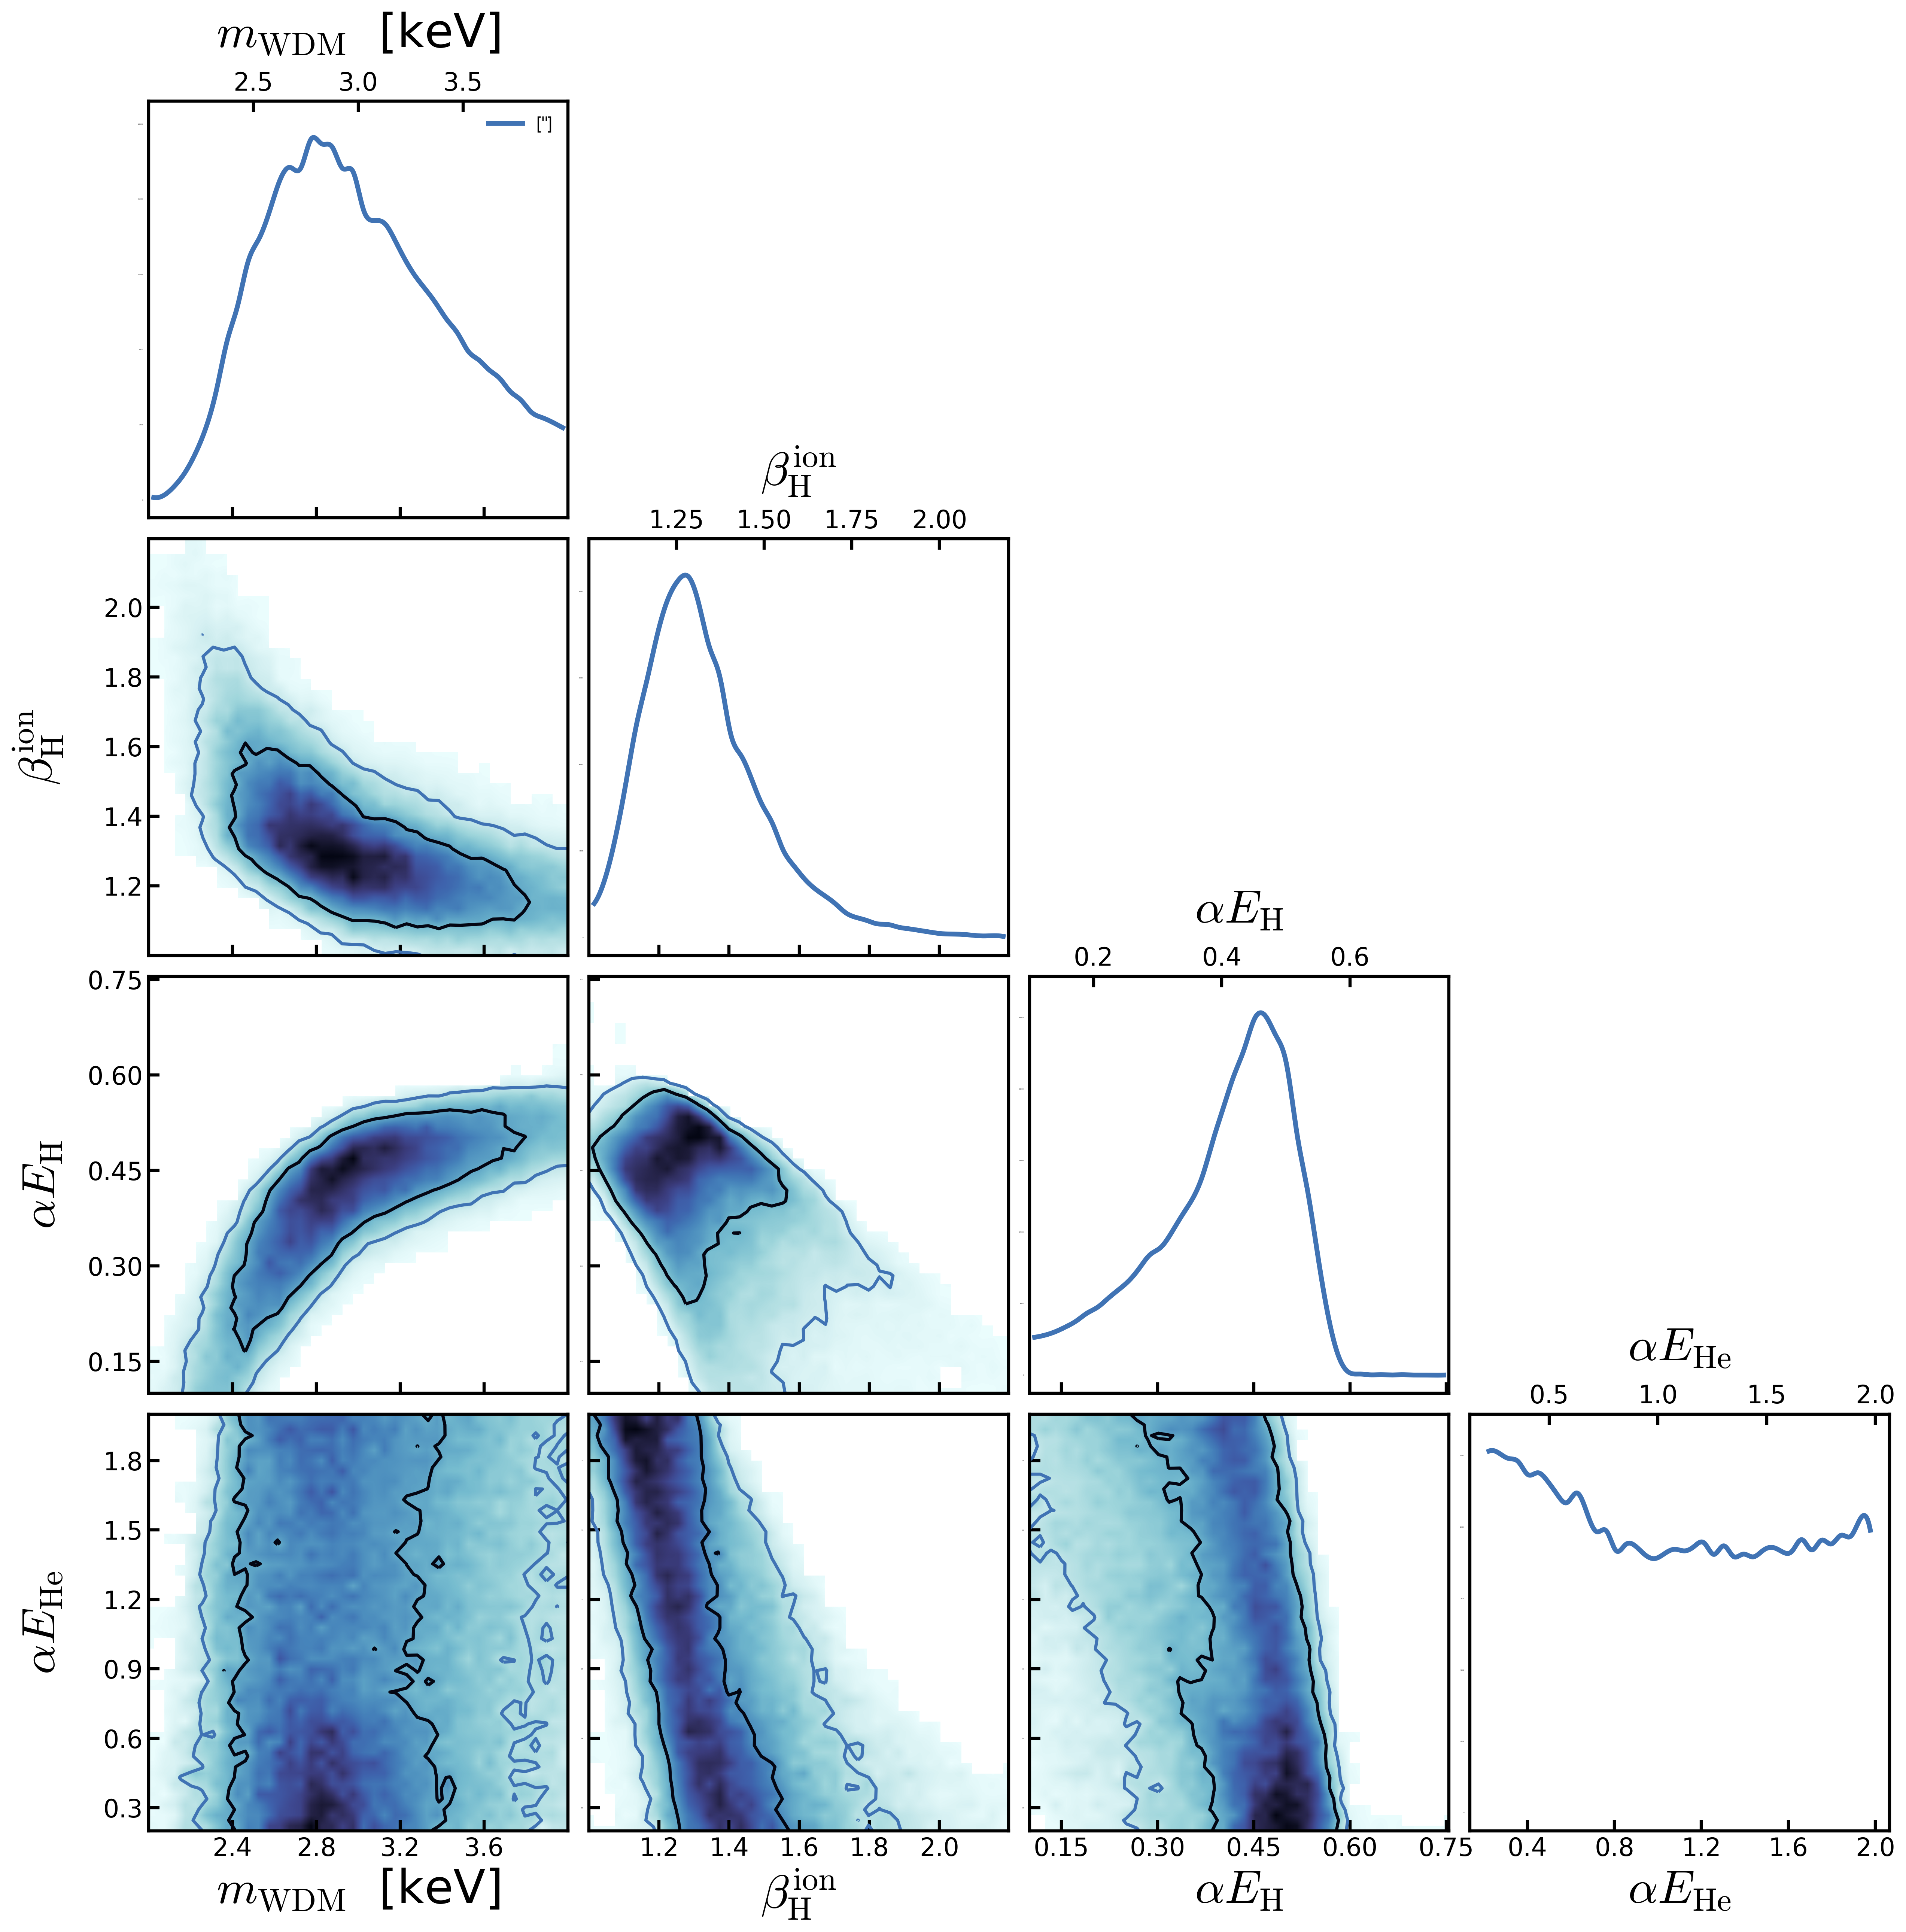 m_WDM [keV]
2.5 3.0 3.5
['']
β_H^ion
1.25 1.50 1.75 2.00
2.0
1.8
1.6
1.4
1.2
β_H^ion
αE_H
0.2 0.4 0.6
0.75
0.60
0.45
0.30
0.15
αE_H
αE_He
0.5 1.0 1.5 2.0
1.8
1.5
1.2
0.9
0.6
0.3
αE_He
2.4 2.8 3.2 3.6
1.2 1.4 1.6 1.8 2.0
0.15 0.30 0.45 0.60 0.75
0.4 0.8 1.2 1.6 2.0
m_WDM [keV]
β_H^ion
αE_H
αE_He